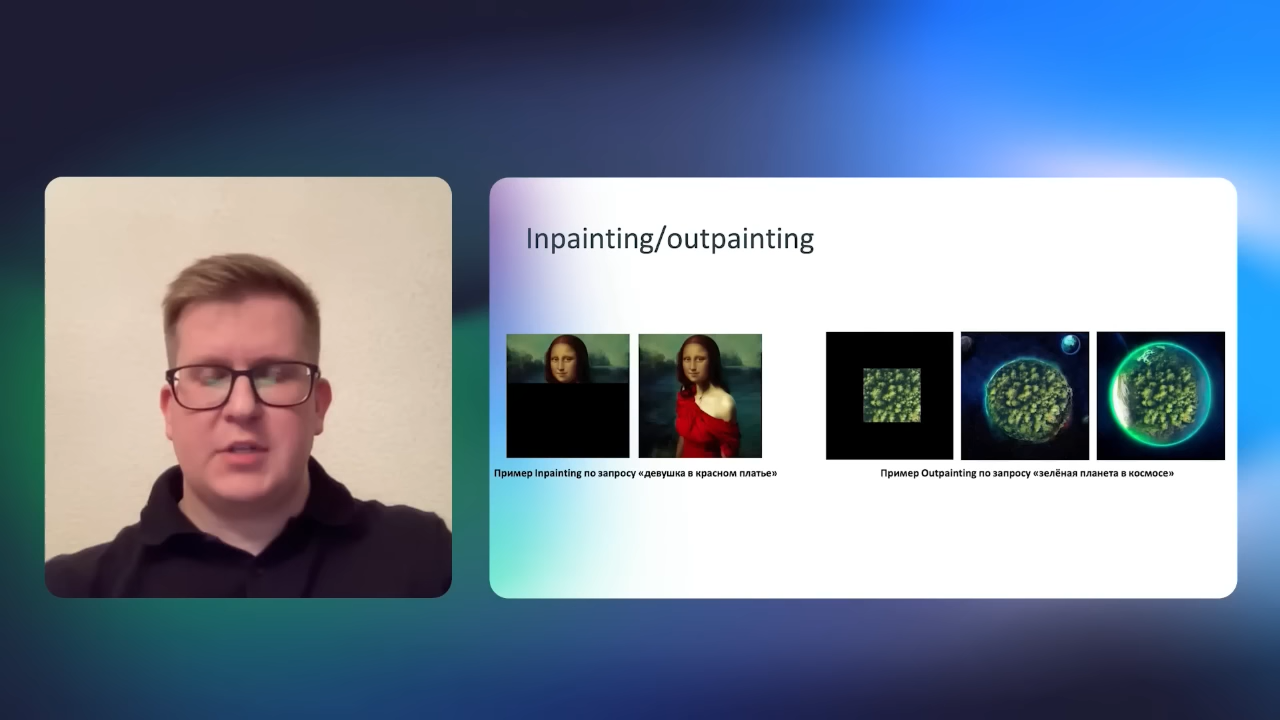 Inpainting/outpainting
Пример Inpainting по запросу «девушка в красном платье»
Пример Outpainting по запросу «зелёная планета в космосе»